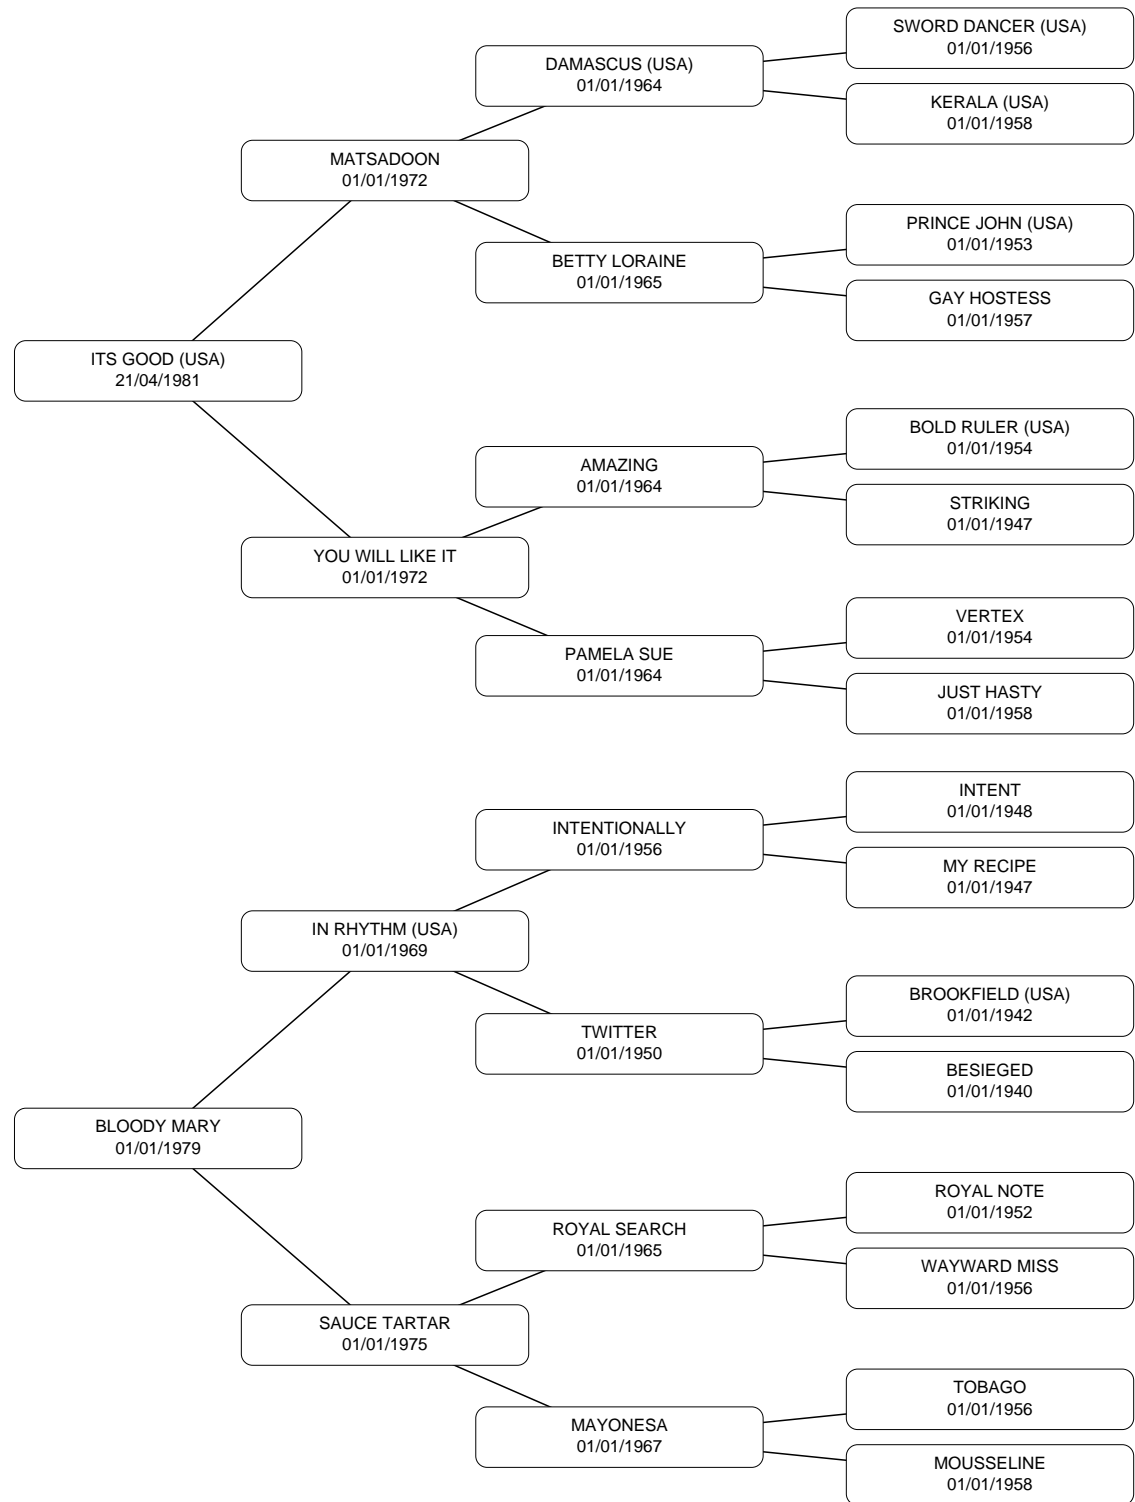 SWORD DANCER (USA)
01/01/1956
DAMASCUS (USA)
01/01/1964
KERALA (USA)
01/01/1958
MATSADOON
01/01/1972
PRINCE JOHN (USA)
01/01/1953
BETTY LORAINE
01/01/1965
GAY HOSTESS
01/01/1957
ITS GOOD (USA)
21/04/1981
BOLD RULER (USA)
01/01/1954
AMAZING
01/01/1964
STRIKING
01/01/1947
YOU WILL LIKE IT
01/01/1972
VERTEX
01/01/1954
PAMELA SUE
01/01/1964
JUST HASTY
01/01/1958
INTENT
01/01/1948
INTENTIONALLY
01/01/1956
MY RECIPE
01/01/1947
IN RHYTHM (USA)
01/01/1969
BROOKFIELD (USA)
01/01/1942
TWITTER
01/01/1950
BESIEGED
01/01/1940
BLOODY MARY
01/01/1979
ROYAL NOTE
01/01/1952
ROYAL SEARCH
01/01/1965
WAYWARD MISS
01/01/1956
SAUCE TARTAR
01/01/1975
TOBAGO
01/01/1956
MAYONESA
01/01/1967
MOUSSELINE
01/01/1958